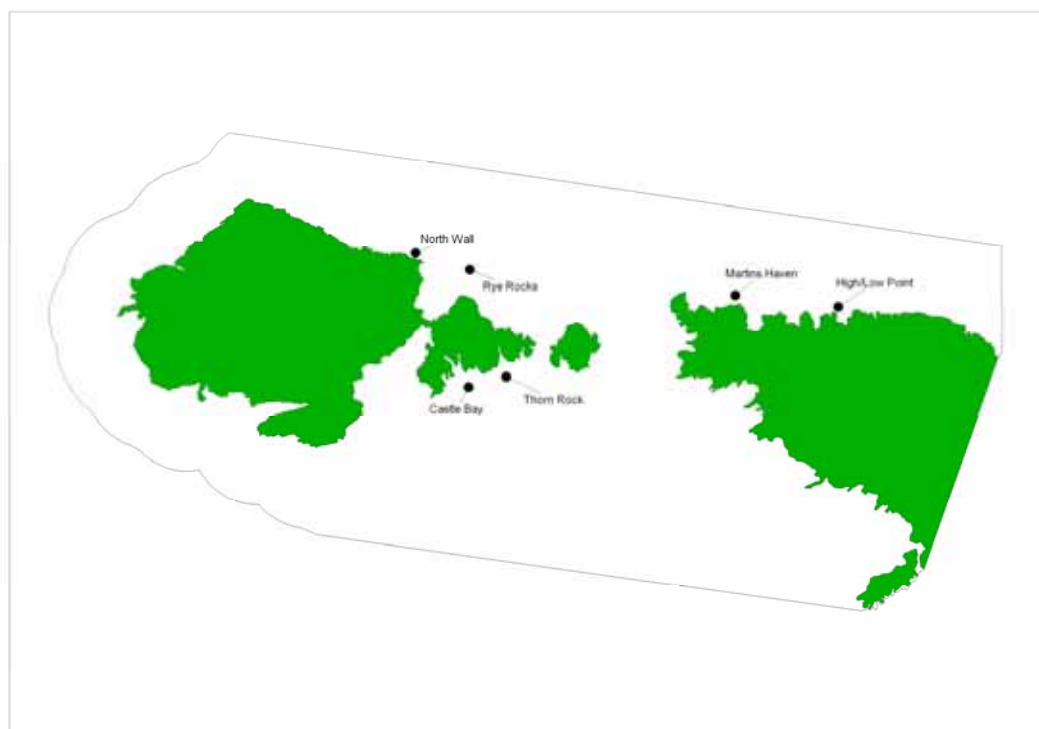 North Wall
Rye Rocks
Martins Haven
High/Low Point
Castle Bay
Thorn Rock